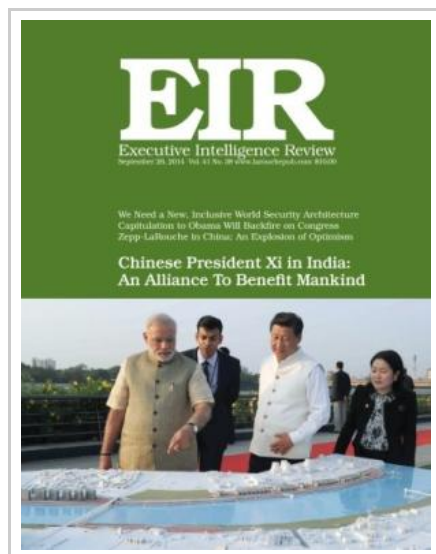 EIR
Executive Intelligence Review
September 26, 2014 Vol. 41 No. 38 www.larouchepub.com $10.00
We Need a New, Inclusive World Security Architecture
Capitulation to Obama Will Backfire on Congress
Zepp-LaRouche in China: An Explosion of Optimism
Chinese President Xi in India:
An Alliance To Benefit Mankind